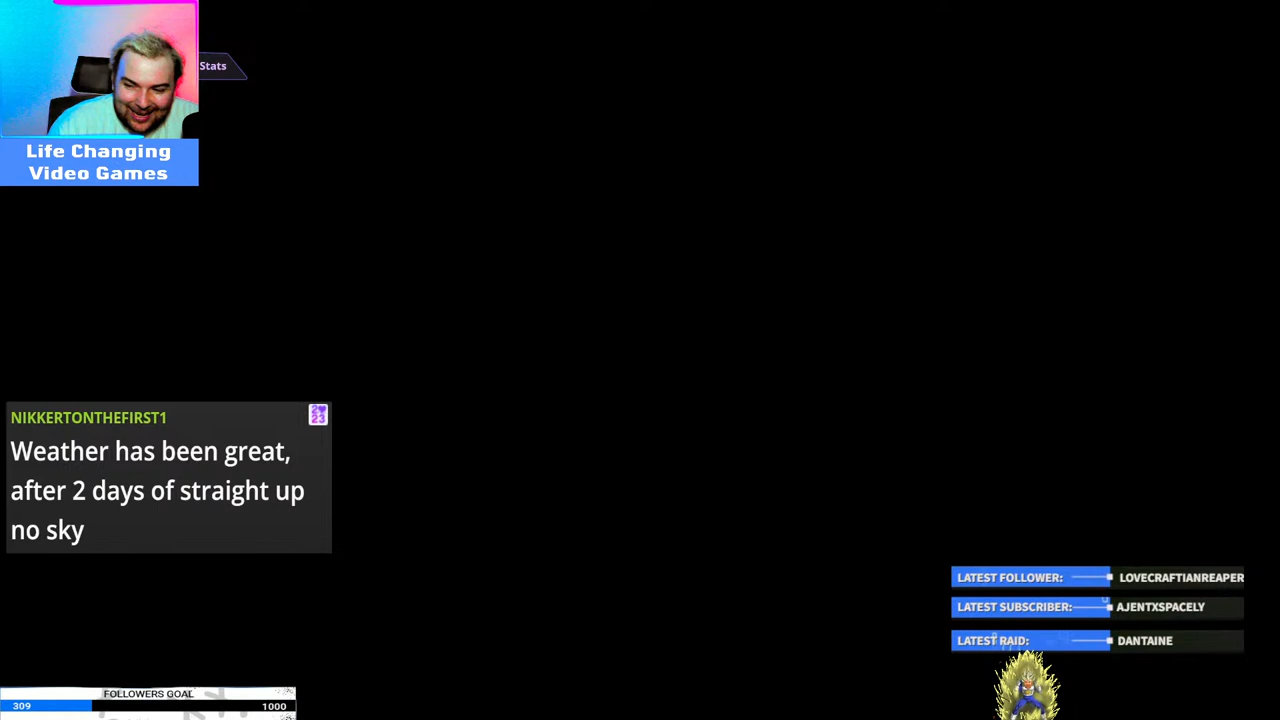 Stats
Life Changing
Video Games
NIKKERTONTHEFIRST1
2023
Weather has been great,
after 2 days of straight up
no sky
LATEST FOLLOWER: LOVECRAFTIANREAPER
LATEST SUBSCRIBER: AJENTXSPACELY
LATEST RAID: DANTAINE
FOLLOWERS GOAL
309 1000